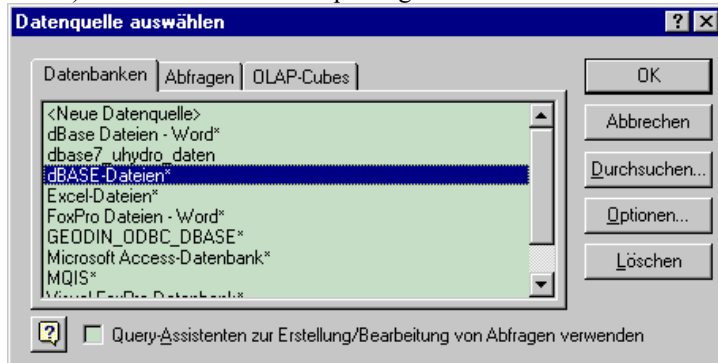 Datenquelle auswählen
Datenbanken Abfragen OLAP-Cubes
OK
<Neue Datenquelle>
Abbrechen
dBase Dateien - Word*
dbase7_uhydro_daten
dBASE-Dateien*
Durchsuchen...
Excel-Dateien*
FoxPro Dateien - Word*
Optionen...
GEODIN_ODBC_DBASE*
Microsoft Access-Datenbank*
Löschen
MQIS*
Query-Assistenten zur Erstellung/Bearbeitung von Abfragen verwenden